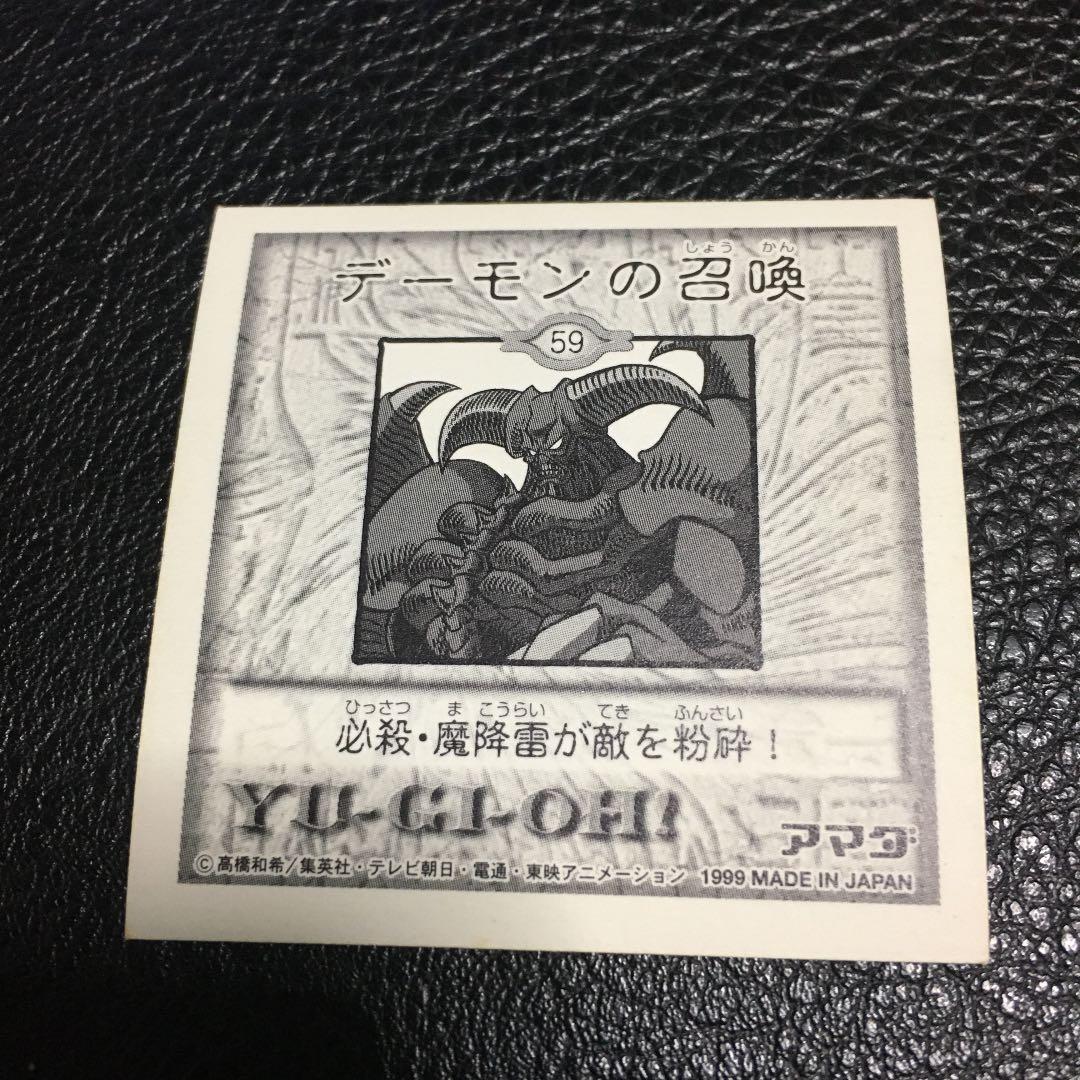 しょう かん
デーモンの召喚
59
ひっさつ ま こうらい てき ふんさい
必殺・魔降雷が敵を粉砕！
YU-GI-OH!
アマダ
©高橋和希／集英社・テレビ朝日・電通・東映アニメーション 1999 MADE IN JAPAN